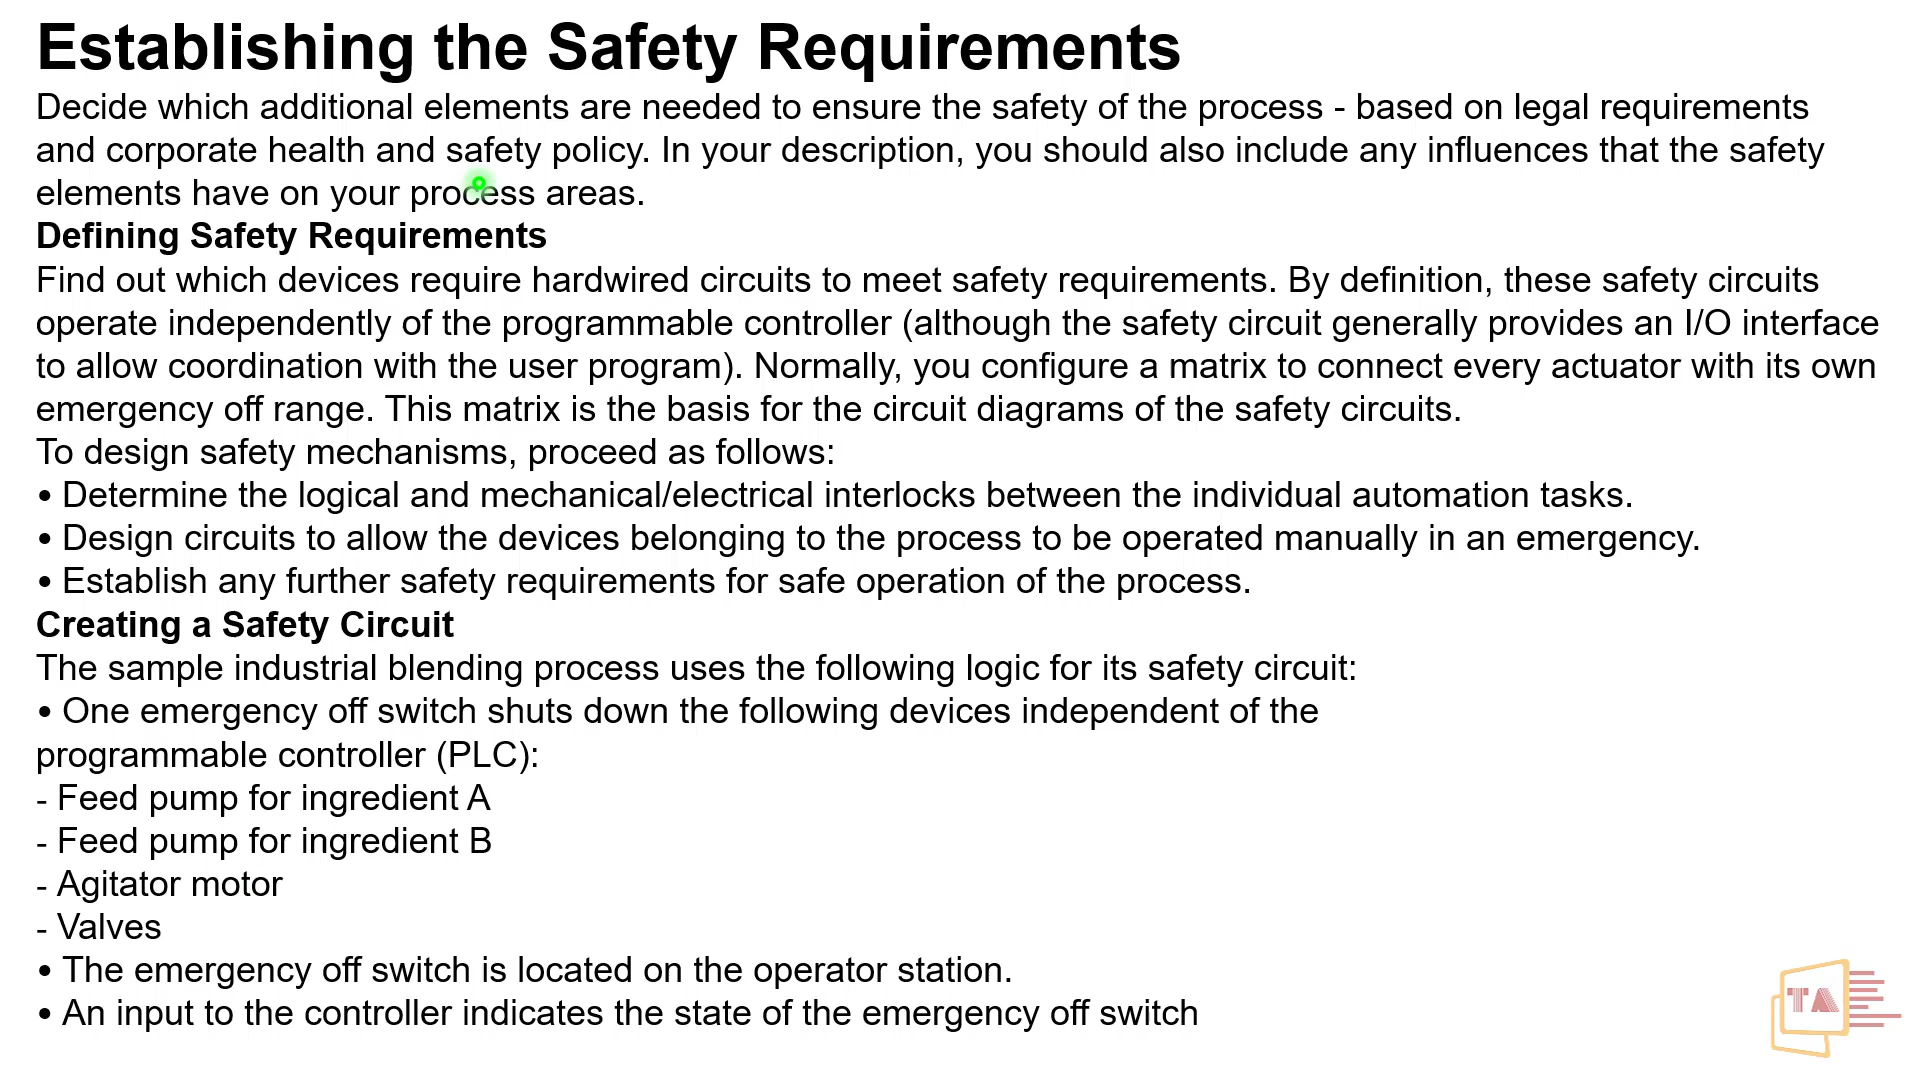 Establishing the Safety Requirements
Decide which additional elements are needed to ensure the safety of the process - based on legal requirements
and corporate health and safety policy. In your description, you should also include any influences that the safety
elements have on your process areas.
Defining Safety Requirements
Find out which devices require hardwired circuits to meet safety requirements. By definition, these safety circuits
operate independently of the programmable controller (although the safety circuit generally provides an I/O interface
to allow coordination with the user program). Normally, you configure a matrix to connect every actuator with its own
emergency off range. This matrix is the basis for the circuit diagrams of the safety circuits.
To design safety mechanisms, proceed as follows:
• Determine the logical and mechanical/electrical interlocks between the individual automation tasks.
• Design circuits to allow the devices belonging to the process to be operated manually in an emergency.
• Establish any further safety requirements for safe operation of the process.
Creating a Safety Circuit
The sample industrial blending process uses the following logic for its safety circuit:
• One emergency off switch shuts down the following devices independent of the
programmable controller (PLC):
- Feed pump for ingredient A
- Feed pump for ingredient B
- Agitator motor
- Valves
• The emergency off switch is located on the operator station.
• An input to the controller indicates the state of the emergency off switch
TA